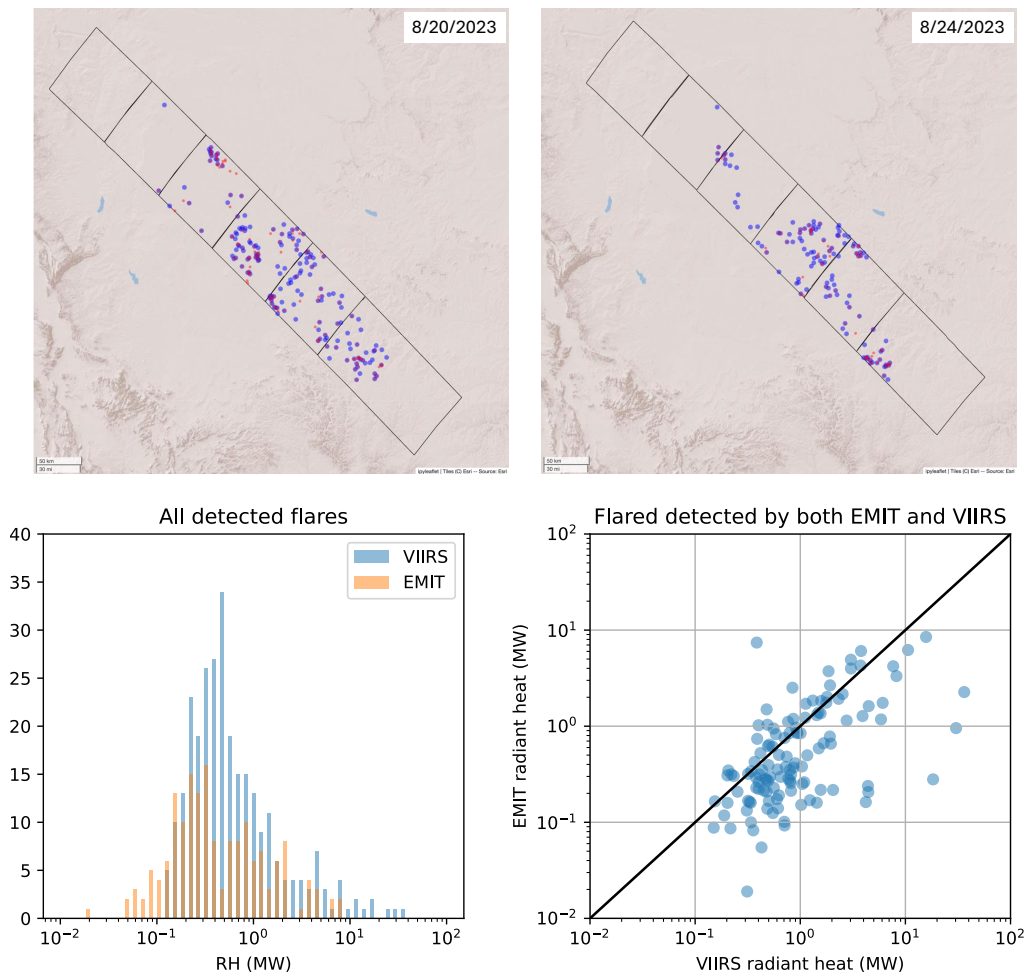 8/20/2023
8/24/2023
50 km
30 mi
ipyleaflet | Tiles (C) Esri -- Source: Esri
50 km
30 mi
ipyleaflet | Tiles (C) Esri -- Source: Esri
All detected flares
40
35
30
25
20
15
10
5
0
VIIRS
EMIT
10⁻²
10⁻¹
10⁰
10¹
10²
RH (MW)
Flared detected by both EMIT and VIIRS
EMIT radiant heat (MW)
10²
10¹
10⁰
10⁻¹
10⁻²
10⁻²
10⁻¹
10⁰
10¹
10²
VIIRS radiant heat (MW)